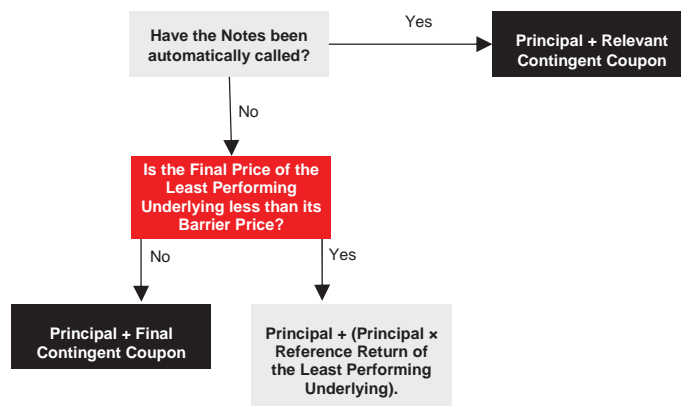 Have the Notes been
automatically called?
Yes
Principal + Relevant
Contingent Coupon
No
Is the Final Price of the
Least Performing
Underlying less than its
Barrier Price?
No
Yes
Principal + Final
Contingent Coupon
Principal + (Principal ×
Reference Return of
the Least Performing
Underlying).